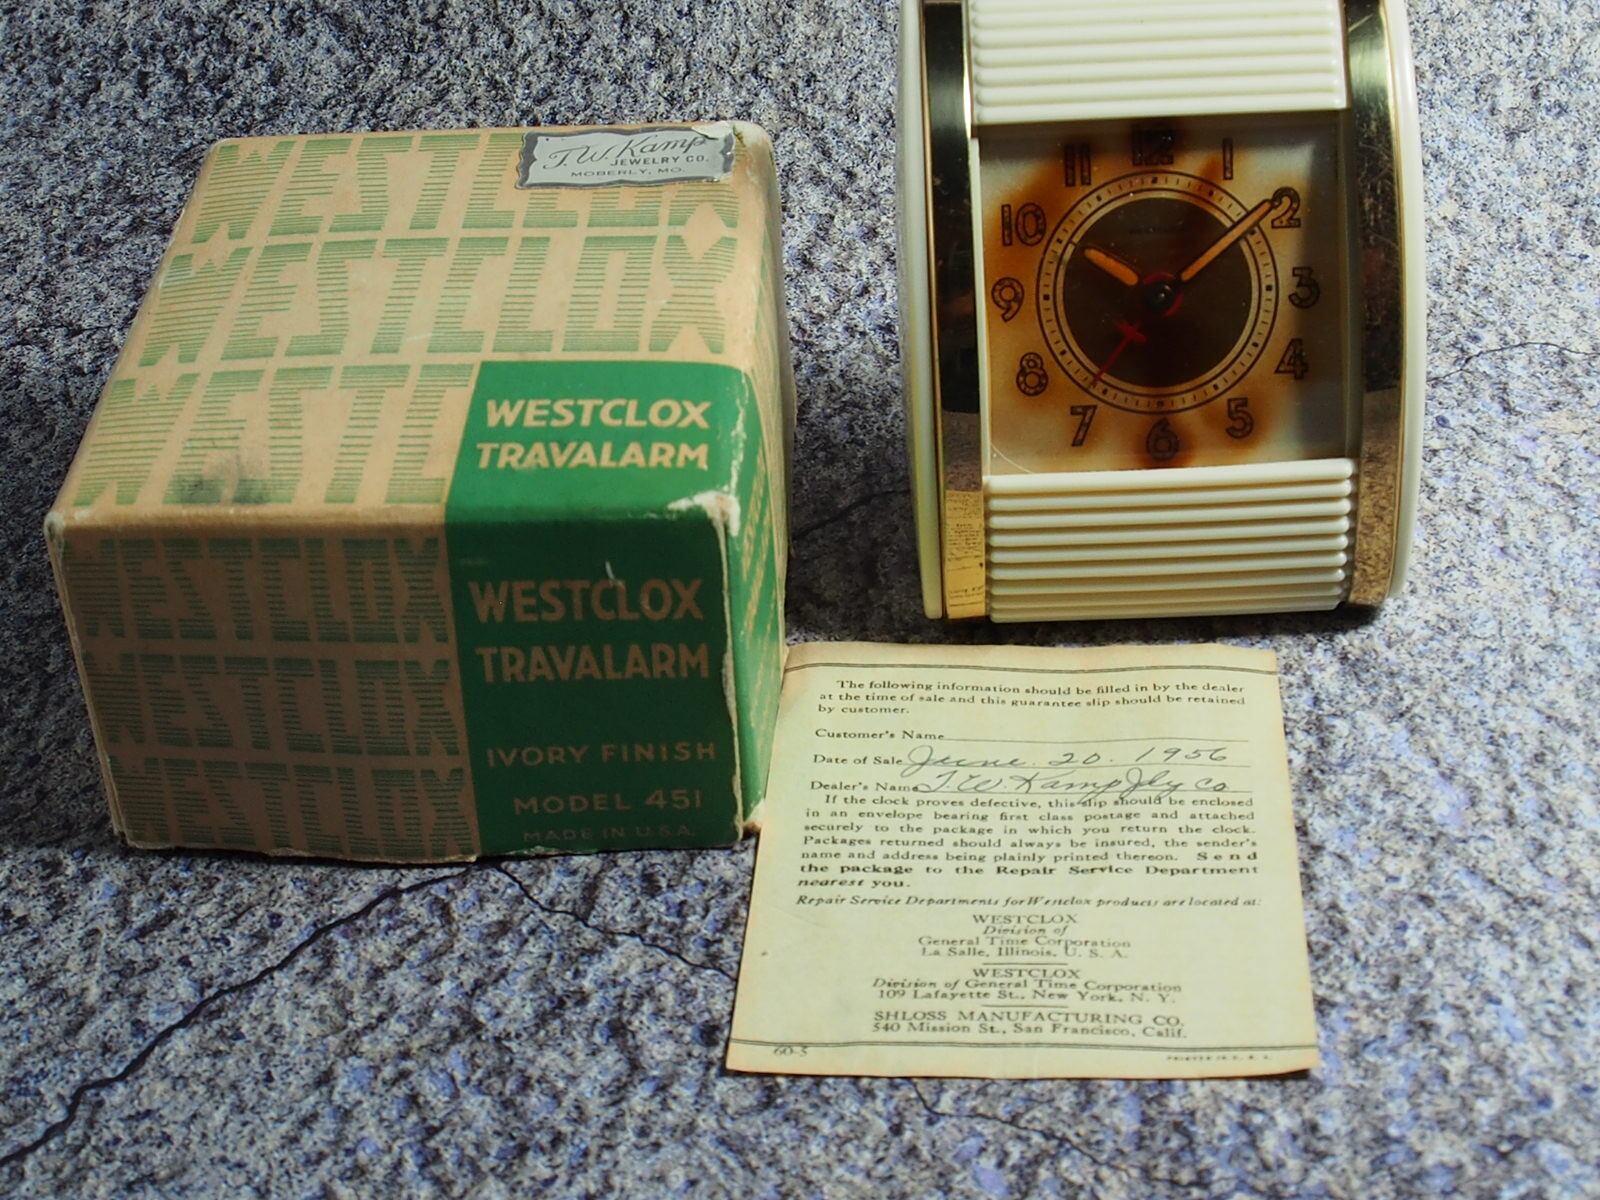 T.W. Kamp
JEWELRY CO.
MOBERLY, MO.
WESTCLOX
WESTCLOX
WESTC
WESTCLOX
TRAVALARM
WESTCLOX
WESTCLOX
WESTCLOX
WESTCLOX
TRAVALARM
IVORY FINISH
MODEL 451
MADE IN U.S.A.
12
11 1
10 2
9 3
8 4
7 5
6
The following information should be filled in by the dealer
at the time of sale and this guarantee slip should be retained
by customer.
Customer's Name
Date of Sale June. 20. 1956
Dealer's Name T.W. Kamp Jly Co.
If the clock proves defective, this slip should be enclosed
in an envelope bearing first class postage and attached
securely to the package in which you return the clock.
Packages returned should always be insured, the sender's
name and address being plainly printed thereon. Send
the package to the Repair Service Department
nearest you.
Repair Service Departments for Westclox products are located at:
WESTCLOX
Division of
General Time Corporation
La Salle, Illinois, U. S. A.
WESTCLOX
Division of General Time Corporation
109 Lafayette St., New York, N. Y.
SHLOSS MANUFACTURING CO.
540 Mission St., San Francisco, Calif.
60-5
PRINTED IN U. S. A.